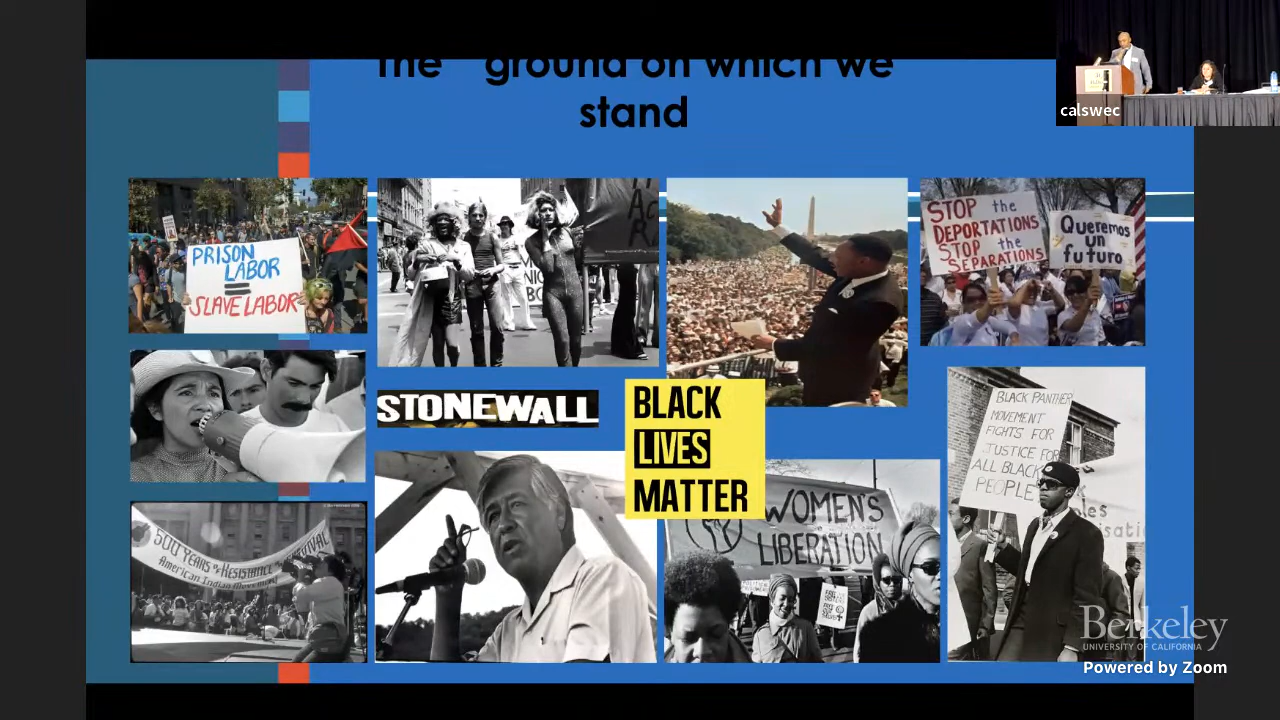 The ground on which we
stand
calswec
PRISON
LABOR
=
SLAVE LABOR
STOP the
DEPORTATIONS
STOP the
SEPARATIONS
Queremos
un
futuro
STONEWALL
BLACK
LIVES
MATTER
500 YEARS of RESISTANCE
SURVIVAL
American Indian Movement
WOMEN'S
LIBERATION
BLACK PANTHER
MOVEMENT
FIGHTS FOR
JUSTICE FOR
ALL BLACK
PEOPLE
Berkeley
UNIVERSITY OF CALIFORNIA
Powered by Zoom